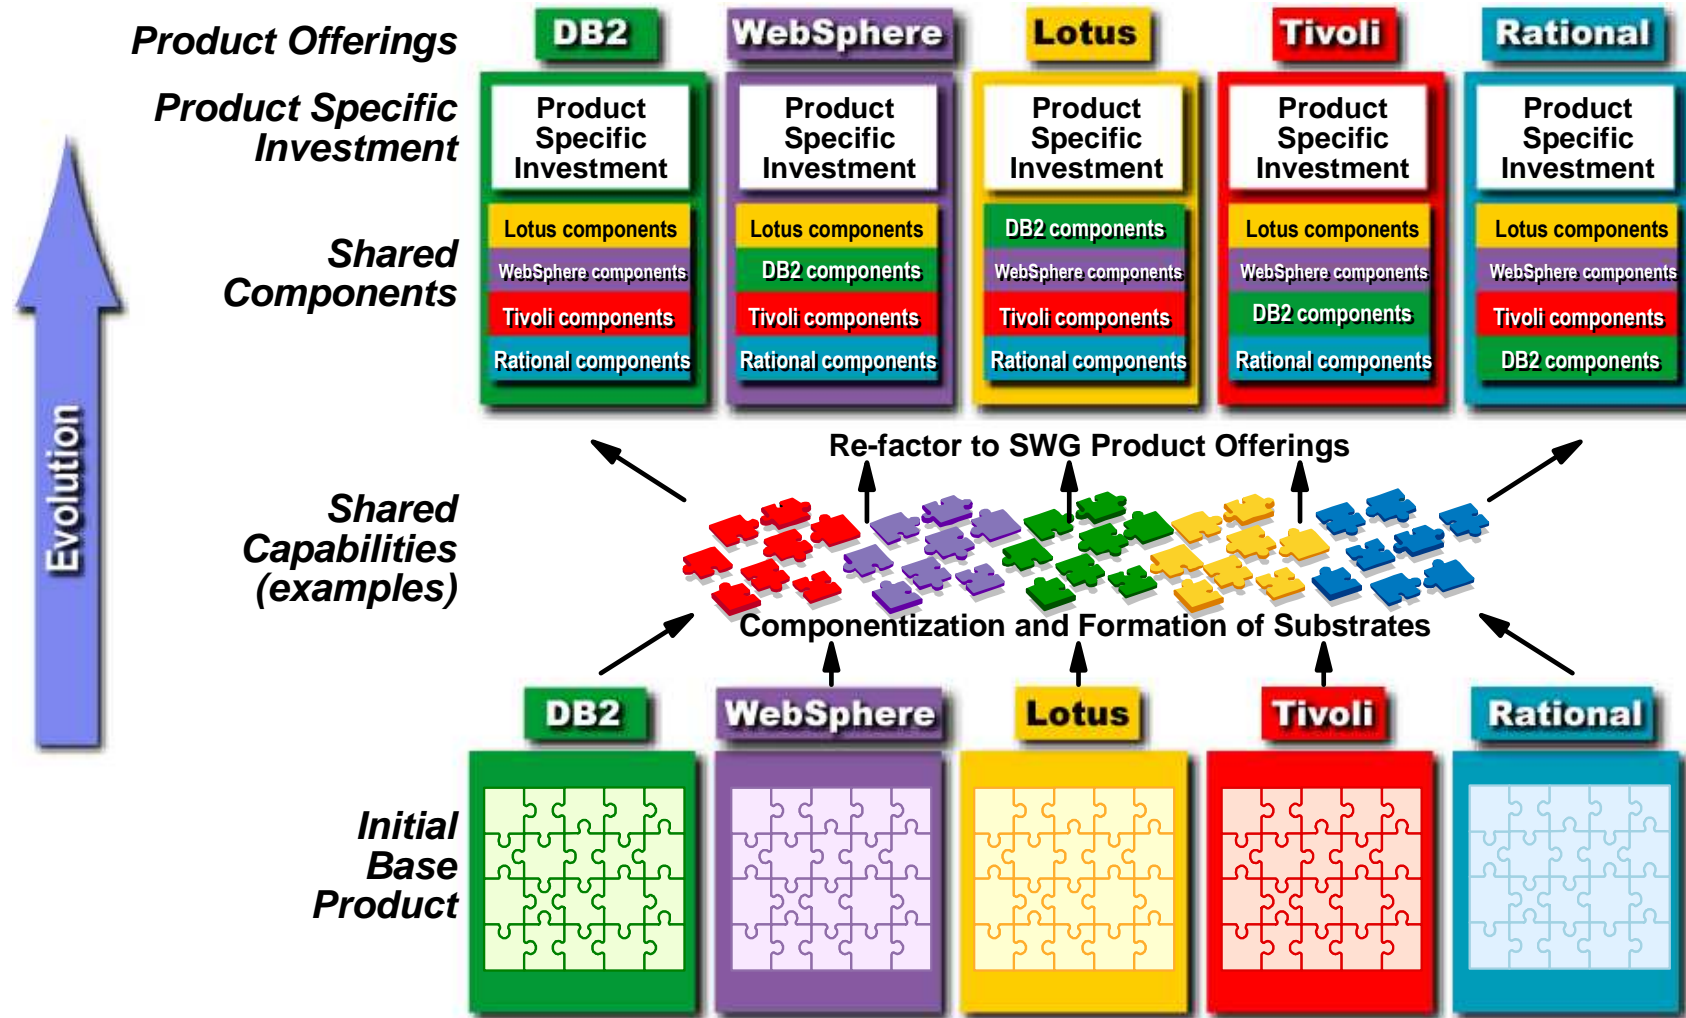 Product Offerings
DB2
WebSphere
Lotus
Tivoli
Rational
Product Specific
Investment
Product
Specific
Investment
Product
Specific
Investment
Product
Specific
Investment
Product
Specific
Investment
Product
Specific
Investment
Shared
Components
Lotus components
WebSphere components
Tivoli components
Rational components
Lotus components
DB2 components
Tivoli components
Rational components
DB2 components
WebSphere components
Tivoli components
Rational components
Lotus components
WebSphere components
DB2 components
Rational components
Lotus components
WebSphere components
Tivoli components
DB2 components
Evolution
Re-factor to SWG Product Offerings
Shared
Capabilities
(examples)
Componentization and Formation of Substrates
DB2
WebSphere
Lotus
Tivoli
Rational
Initial
Base
Product